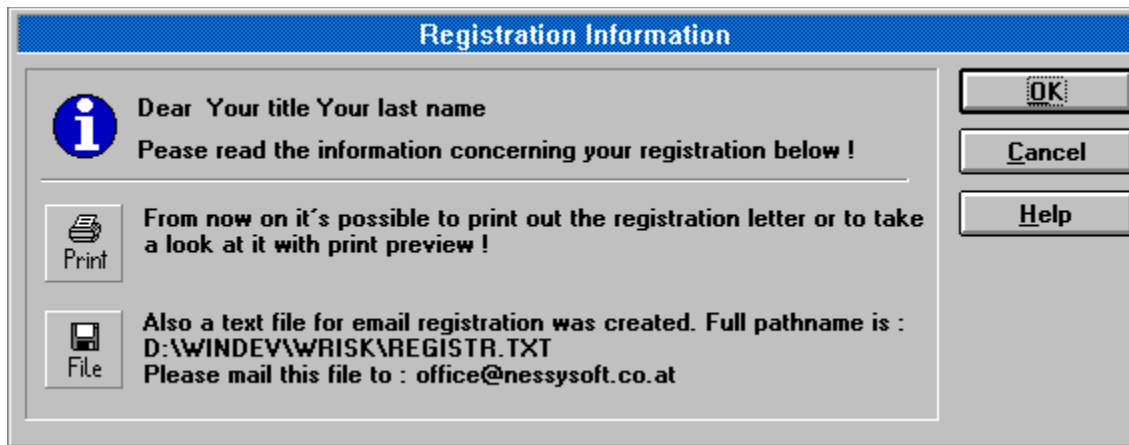 Registration Information
Dear  Your title Your last name
Pease read the information concerning your registration below !
Print
From now on it´s possible to print out the registration letter or to take
a look at it with print preview !
File
Also a text file for email registration was created. Full pathname is :
D:\WINDEV\WRISK\REGISTR.TXT
Please mail this file to : office@nessysoft.co.at
OK
Cancel
Help